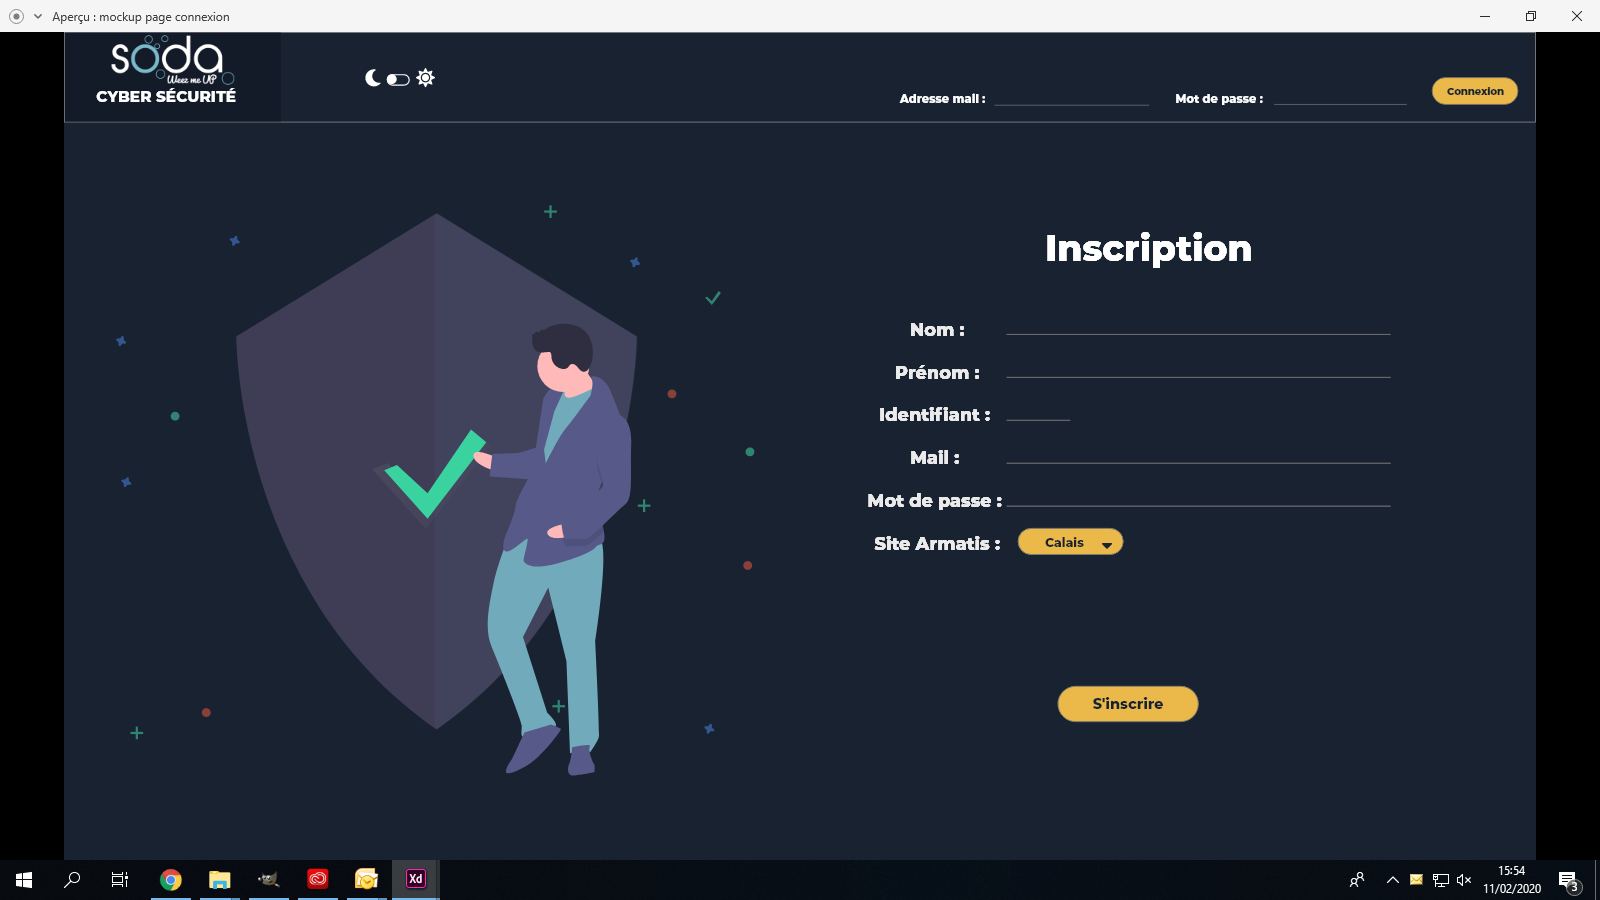 Aperçu : mockup page connexion
soda
Weez me UP
CYBER SÉCURITÉ
Adresse mail :
Mot de passe :
Connexion
Inscription
Nom :
Prénom :
Identifiant :
Mail :
Mot de passe :
Site Armatis :
Calais
S'inscrire
Xd
15:54
11/02/2020
3